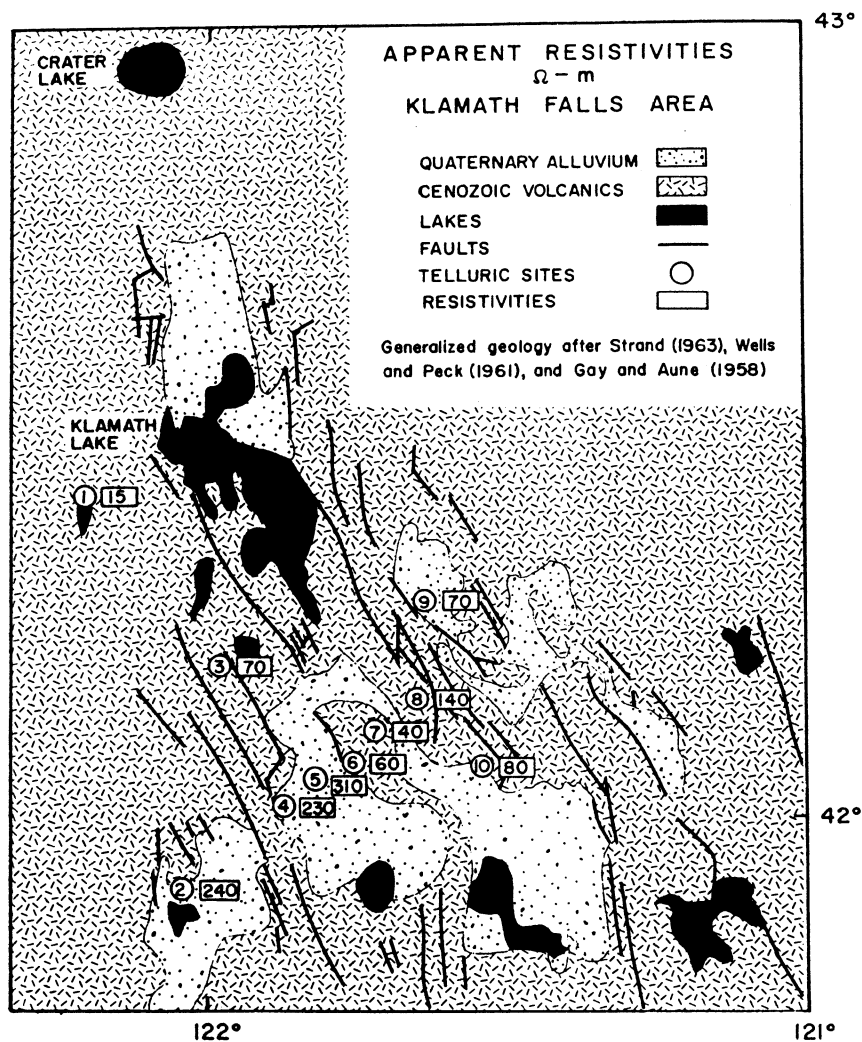 43°
CRATER
LAKE
APPARENT RESISTIVITIES
Ω – m
KLAMATH FALLS AREA
QUATERNARY ALLUVIUM
CENOZOIC VOLCANICS
LAKES
FAULTS
TELLURIC SITES
RESISTIVITIES
Generalized geology after Strand (1963), Wells
and Peck (1961), and Gay and Aune (1958)
KLAMATH
LAKE
1 15
9 70
3 70
8 140
7 40
6 60
10 80
5 310
4 230
42°
2 240
122°
121°